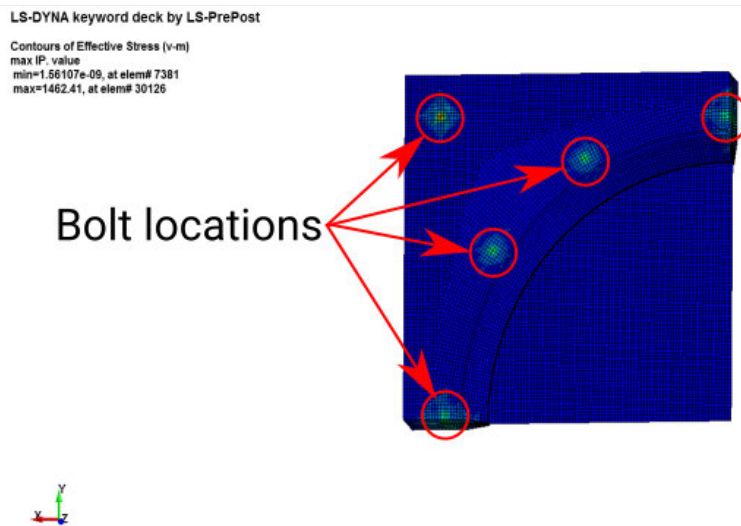 LS-DYNA keyword deck by LS-PrePost
Contours of Effective Stress (v-m)
max IP. value
min=1.56107e-09, at elem# 7381
max=1462.41, at elem# 30126
Bolt locations
Y
X
Z